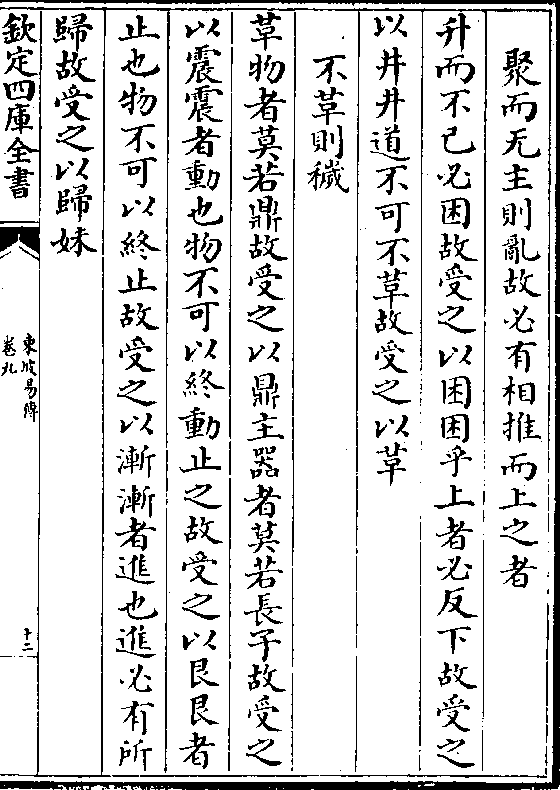 聚而无主則亂故必有相推而上之者
升而不已必困故受之以困困乎上者必反下故受之
以井井道不可不革故受之以革
不革則穢
革物者莫若鼎故受之以鼎主器者莫若長子故受之
以震震者動也物不可以終動止之故受之以艮艮者
止也物不可以終止故受之以漸漸者進也進必有所
歸故受之以歸妹
欽定四庫全書
東坡易傳
卷九
十二